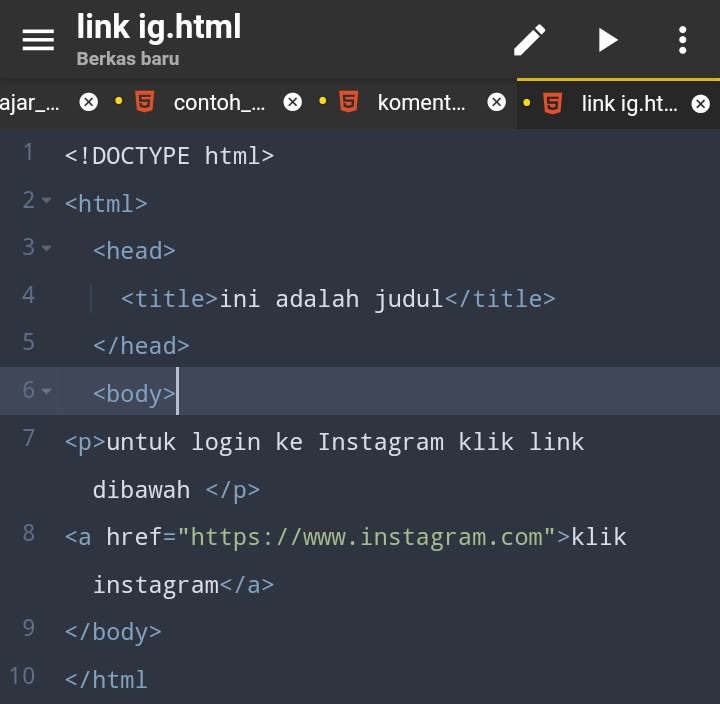 link ig.html
Berkas baru
ajar_... contoh_... koment... link ig.ht...
1 <!DOCTYPE html>
2 <html>
3 <head>
4 <title>ini adalah judul</title>
5 </head>
6 <body>
7 <p>untuk login ke Instagram klik link
dibawah </p>
8 <a href="https://www.instagram.com">klik
instagram</a>
9 </body>
10 </html